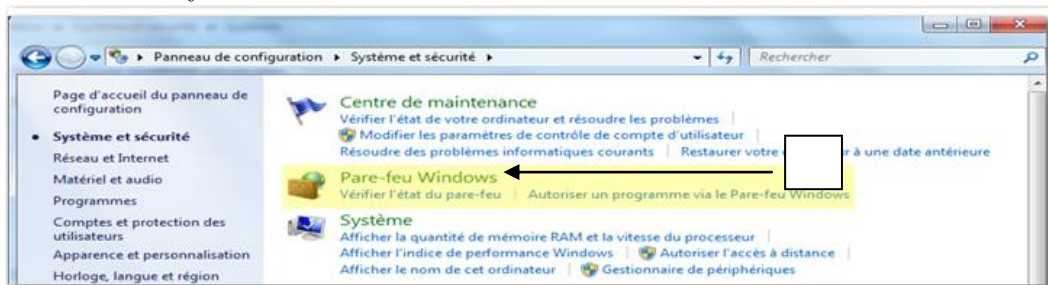 Panneau de configuration Système et sécurité Rechercher
Page d'accueil du panneau de
configuration
Système et sécurité
Réseau et Internet
Matériel et audio
Programmes
Comptes et protection des
utilisateurs
Apparence et personnalisation
Horloge, langue et région
Centre de maintenance
Vérifier l'état de votre ordinateur et résoudre les problèmes
Modifier les paramètres de contrôle de compte d'utilisateur
Résoudre des problèmes informatiques courants Restaurer votre à une date antérieure
Pare-feu Windows
Vérifier l'état du pare-feu Autoriser un programme via le Pare-feu Windows
Système
Afficher la quantité de mémoire RAM et la vitesse du processeur
Afficher l'indice de performance Windows Autoriser l'accès à distance
Afficher le nom de cet ordinateur Gestionnaire de périphériques